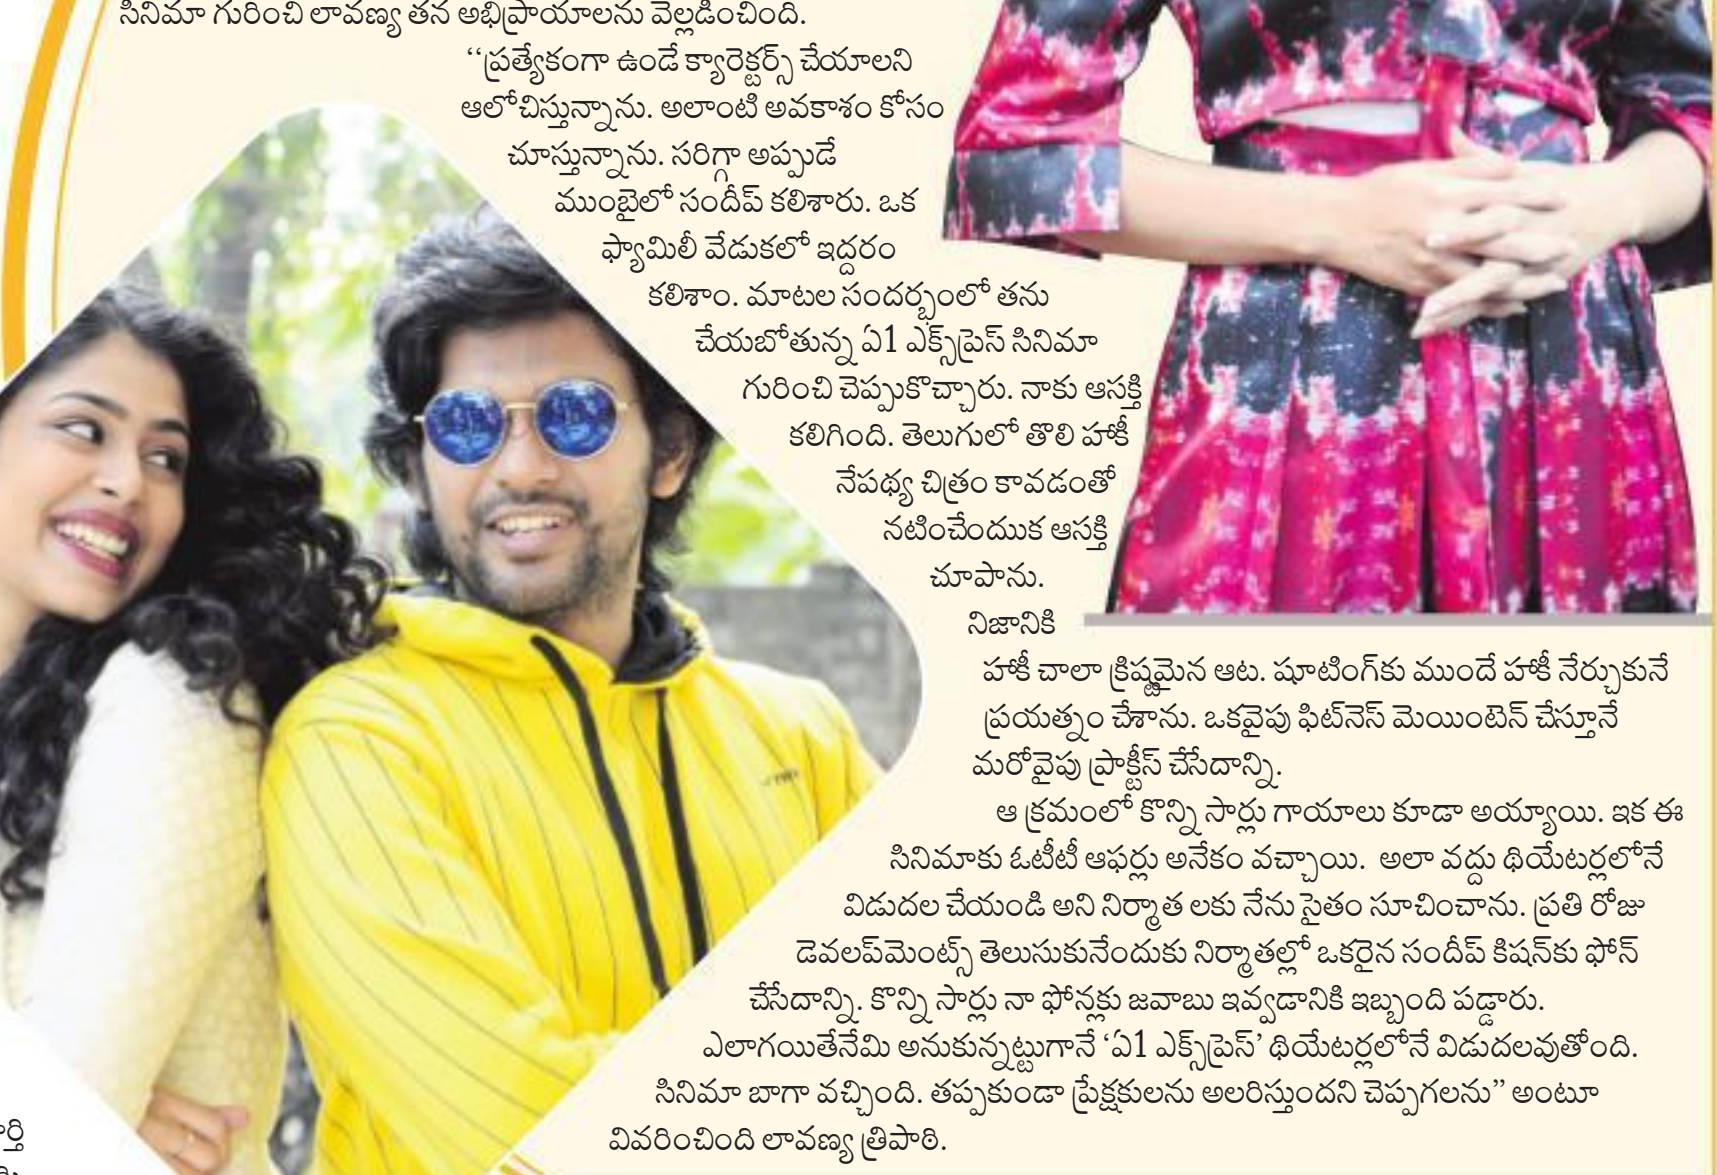 సినిమా గురించి లావణ్య తన అభిప్రాయాలను వెల్లడించింది.
“ప్రత్యేకంగా ఉండే క్యారెక్టర్స్ చేయాలని
ఆలోచిస్తున్నాను. అలాంటి అవకాశం కోసం
చూస్తున్నాను. సరిగ్గా అప్పుడే
ముంబైలో సందీప్ కలిశారు. ఒక
ఫ్యామిలీ వేడుకలో ఇద్దరం
కలిశాం. మాటల సందర్భంలో తను
చేయబోతున్న ఏ1 ఎక్స్‌ప్రెస్ సినిమా
గురించి చెప్పుకొచ్చారు. నాకు ఆసక్తి
కలిగింది. తెలుగులో తొలి హాకీ
నేపథ్య చిత్రం కావడంతో
నటించేందుుక ఆసక్తి
చూపాను.
నిజానికి
హాకీ చాలా క్రిష్టమైన ఆట. షూటింగ్‌కు ముందే హాకీ నేర్చుకునే
ప్రయత్నం చేశాను. ఒకవైపు ఫిట్‌నెస్ మెయింటెన్ చేస్తూనే
మరోవైపు ప్రాక్టీస్ చేసేదాన్ని.
ఆ క్రమంలో కొన్ని సార్లు గాయాలు కూడా అయ్యాయి. ఇక ఈ
సినిమాకు ఓటీటీ ఆఫర్లు అనేకం వచ్చాయి. అలా వద్దు థియేటర్లలోనే
విడుదల చేయండి అని నిర్మాత లకు నేను సైతం సూచించాను. ప్రతి రోజు
డెవలప్‌మెంట్స్ తెలుసుకునేందుకు నిర్మాతల్లో ఒకరైన సందీప్ కిషన్‌కు ఫోన్
చేసేదాన్ని. కొన్ని సార్లు నా ఫోన్లకు జవాబు ఇవ్వడానికి ఇబ్బంది పడ్డారు.
ఎలాగయితేనేమి అనుకున్నట్టుగానే ‘ఏ1 ఎక్స్‌ప్రెస్’ థియేటర్లలోనే విడుదలవుతోంది.
సినిమా బాగా వచ్చింది. తప్పకుండా ప్రేక్షకులను అలరిస్తుందని చెప్పగలను” అంటూ
వివరించింది లావణ్య త్రిపాఠి.